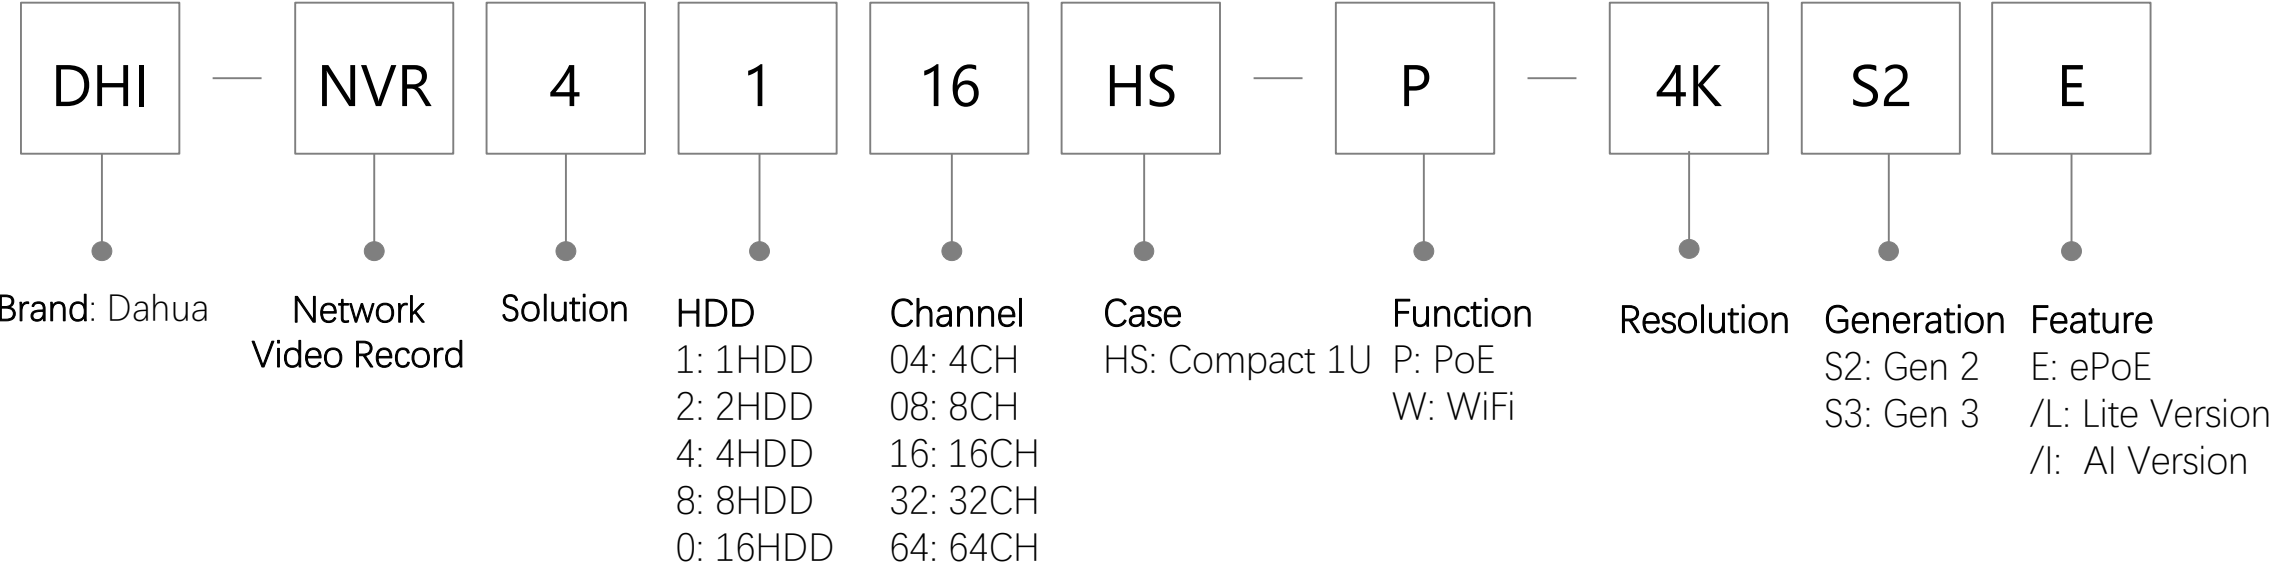 DHI — NVR 4 1 16 HS — P — 4K S2 E
Brand: Dahua
Network
Video Record
Solution
HDD
1: 1HDD
2: 2HDD
4: 4HDD
8: 8HDD
0: 16HDD
Channel
04: 4CH
08: 8CH
16: 16CH
32: 32CH
64: 64CH
Case
HS: Compact 1U
Function
P: PoE
W: WiFi
Resolution
Generation
S2: Gen 2
S3: Gen 3
Feature
E: ePoE
/L: Lite Version
/I: AI Version